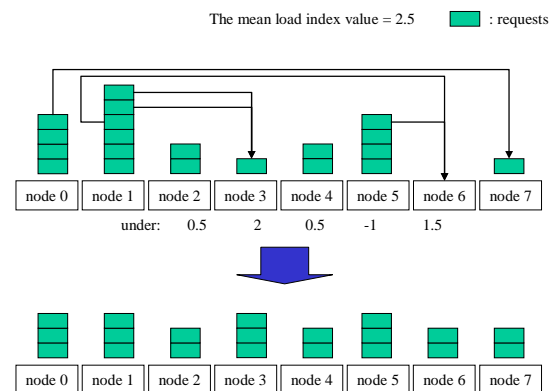 The mean load index value = 2.5 : requests
node 0 node 1 node 2 node 3 node 4 node 5 node 6 node 7
under: 0.5 2 0.5 -1 1.5
node 0 node 1 node 2 node 3 node 4 node 5 node 6 node 7